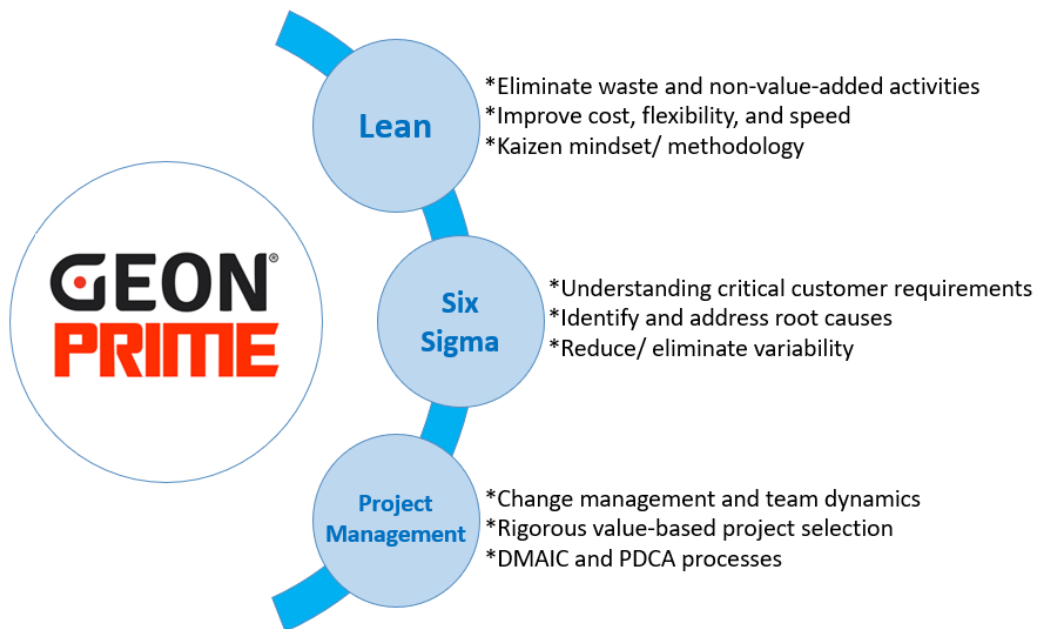 GEON®
PRIME
Lean
*Eliminate waste and non-value-added activities
*Improve cost, flexibility, and speed
*Kaizen mindset/ methodology
Six
Sigma
*Understanding critical customer requirements
*Identify and address root causes
*Reduce/ eliminate variability
Project
Management
*Change management and team dynamics
*Rigorous value-based project selection
*DMAIC and PDCA processes